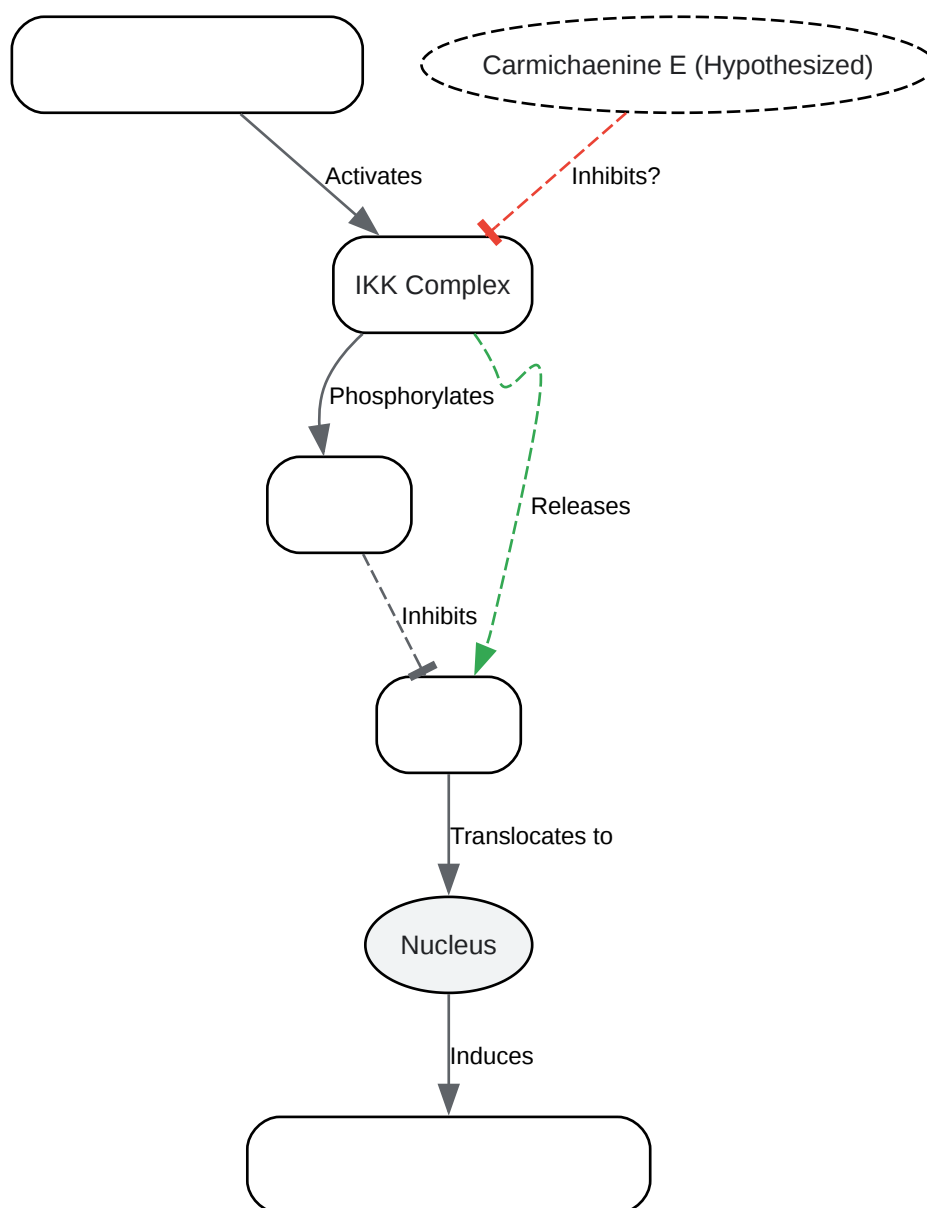 Carmichaenine E (Hypothesized)
Activates
Inhibits?
IKK Complex
Phosphorylates
Releases
Inhibits
Translocates to
Nucleus
Induces